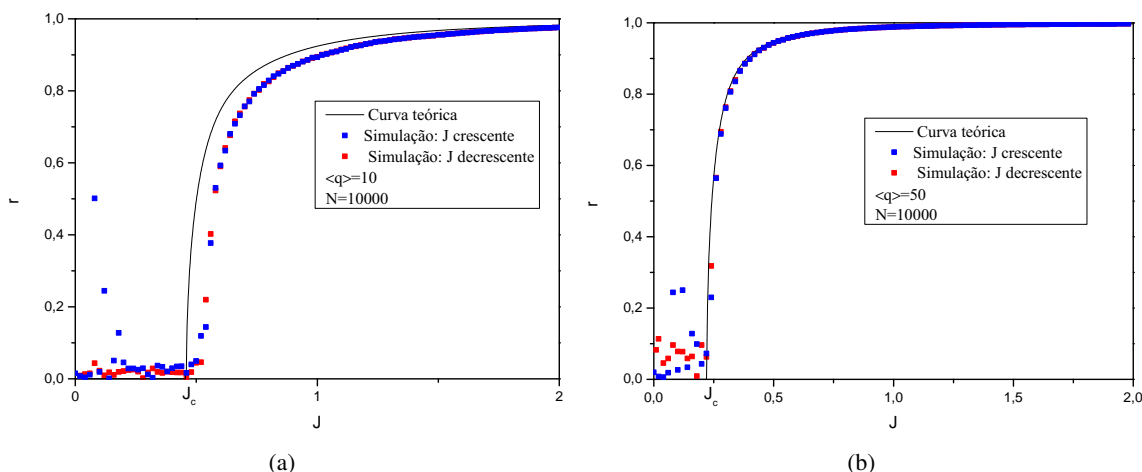 1,0
0,8
0,6
0,4
0,2
0,0
r
0
J_c
1
2
J
Curva teórica
Simulação: J crescente
Simulação: J decrescente
<q>=10
N=10000
(a)
1,0
0,8
0,6
0,4
0,2
0,0
r
0,0
J_c
0,5
1,0
1,5
2,0
J
Curva teórica
Simulação: J crescente
Simulação: J decrescente
<q>=50
N=10000
(b)